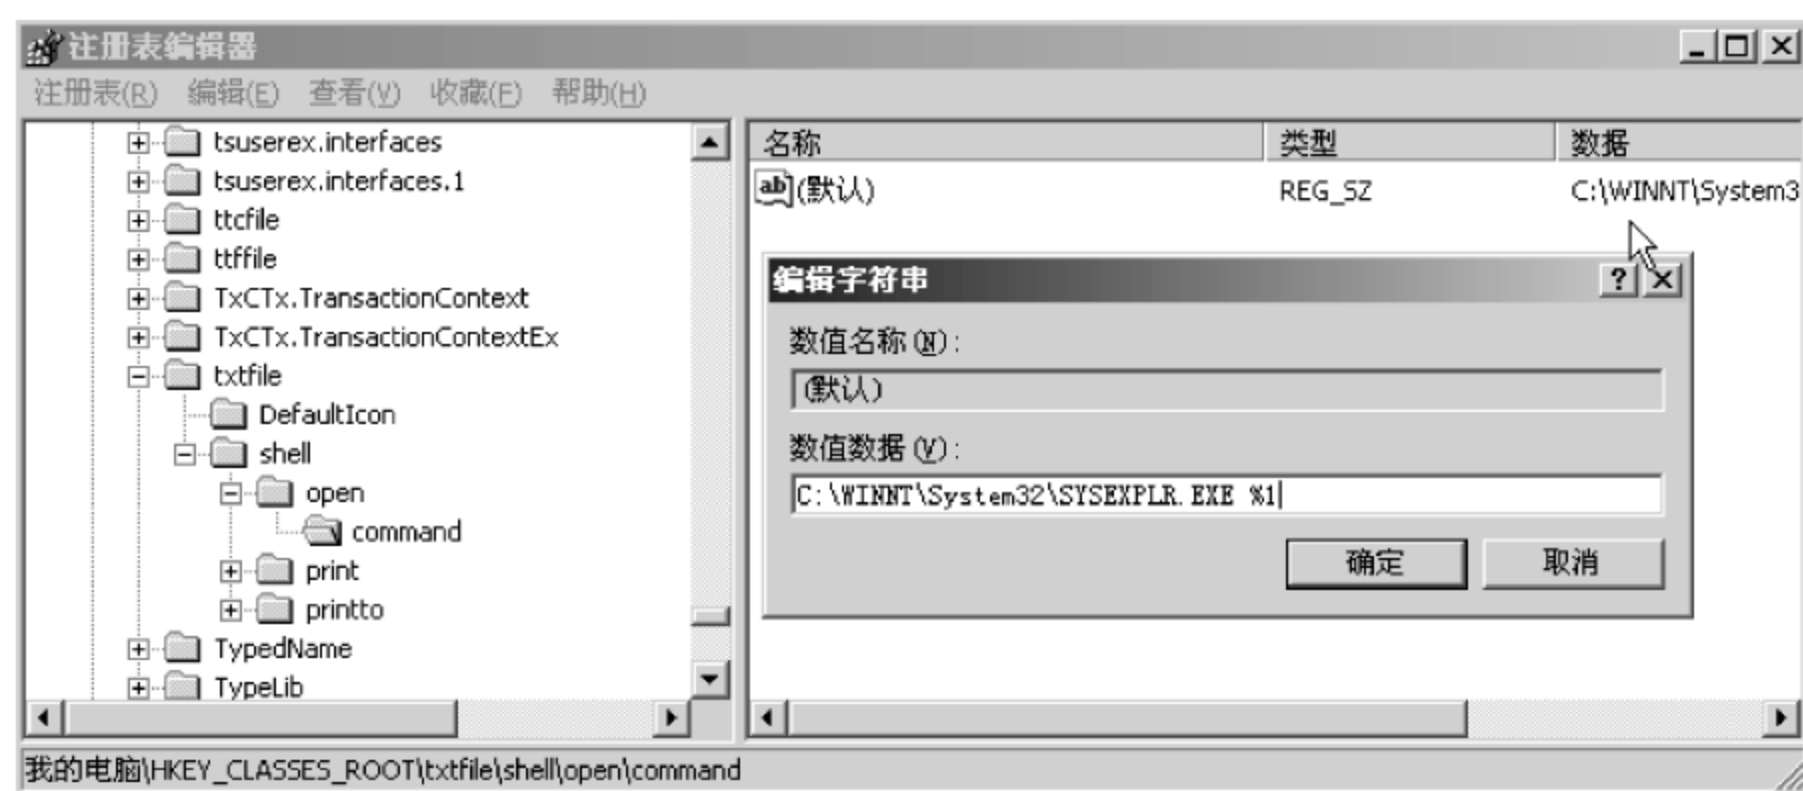 注册表编辑器
注册表(R) 编辑(E) 查看(V) 收藏(F) 帮助(H)
tsuserex.interfaces
tsuserex.interfaces.1
ttcfile
ttffile
TxCTx.TransactionContext
TxCTx.TransactionContextEx
txtfile
DefaultIcon
shell
open
command
print
printto
TypedName
TypeLib
名称 类型 数据
ab (默认) REG_SZ C:\WINNT\System3
编辑字符串
数值名称(N):
(默认)
数值数据(V):
C:\WINNT\System32\SYSEXPLR.EXE %1
确定 取消
我的电脑\HKEY_CLASSES_ROOT\txtfile\shell\open\command